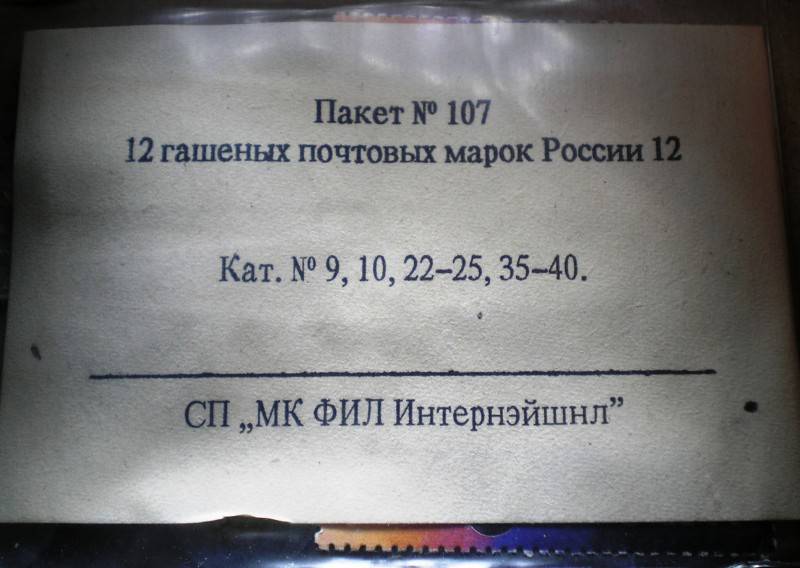 Пакет № 107
12 гашеных почтовых марок России 12
Кат. № 9, 10, 22–25, 35–40.
СП „МК ФИЛ Интернэйшнл”